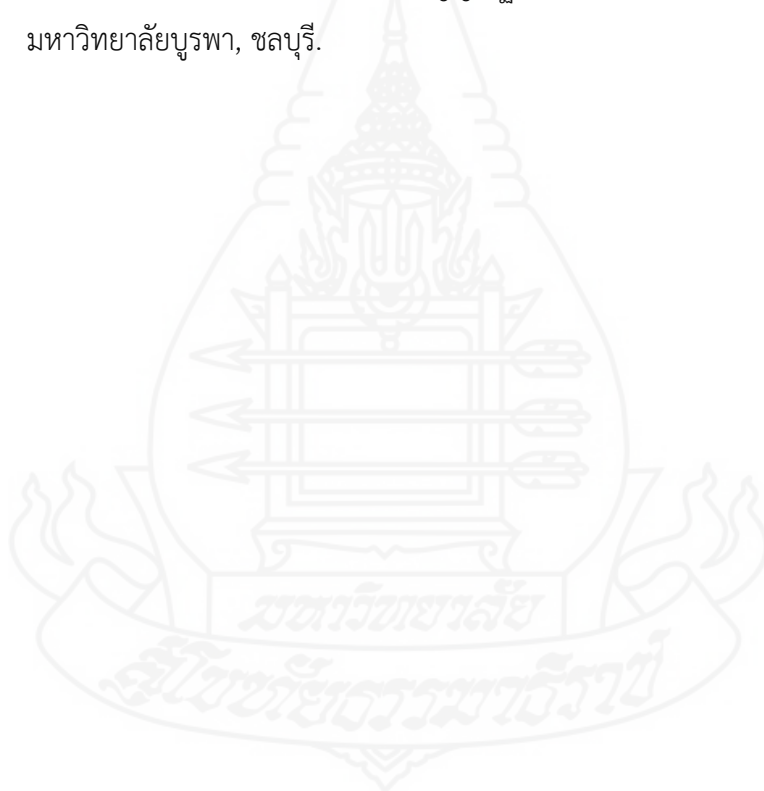 มหาวิทยาลัยบูรพา, ชลบุรี.
มหาวิทยาลัย
สุโขทัยธรรมาธิราช